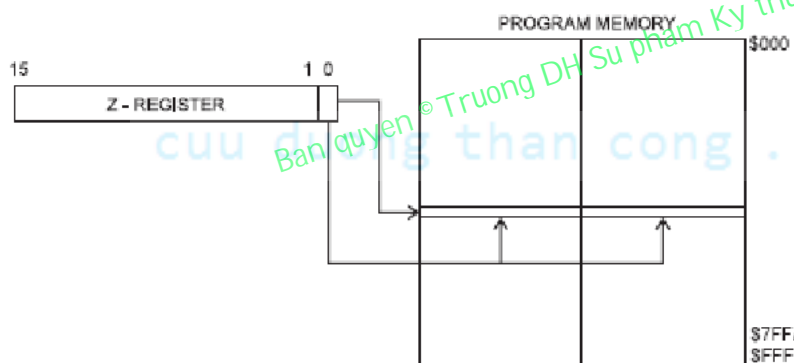 PROGRAM MEMORY
$000
15
1 0
Z - REGISTER
Ban quyen © Truong DH Su pham Ky
cuu duong than cong .
$7FF
$FFF